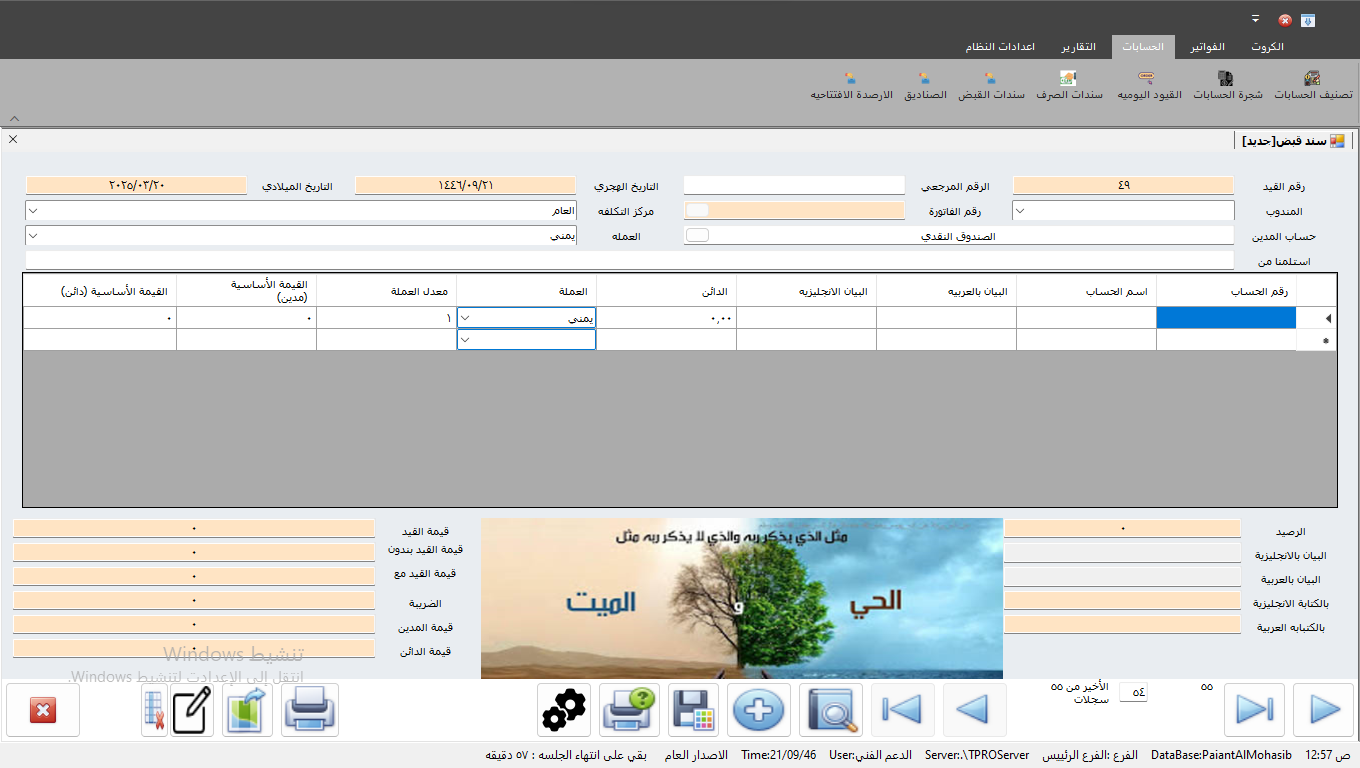 الكروت الفواتير الحسابات التقارير اعدادات النظام
تصنيف الحسابات شجرة الحسابات القيود اليوميه سندات الصرف سندات القبض الصناديق الارصدة الافتتاحيه
سند قبض[جديد]
رقم القيد ٤٩ الرقم المرجعي التاريخ الهجري ١٤٤٦/٠٩/٢١ التاريخ الميلادي ٢٠٢٥/٠٣/٢٠
المندوب رقم الفاتورة مركز التكلفه العام
حساب المدين الصندوق النقدي العمله يمني
استلمنا من
رقم الحساب اسم الحساب البيان بالعربيه البيان الانجليزيه الدائن العملة معدل العملة القيمة الأساسية (مدين) القيمة الأساسية (دائن)
٠,٠٠ يمني ١ ٠ ٠
الرصيد ٠
البيان بالانجليزية
البيان بالعربية
بالكتابة الانجليزية
بالكتبابه العربية
مثل الذي يذكر ربه والذي لا يذكر ربه مثل
الحي و الميت
قيمة القيد ٠
قيمة القيد بندون ٠
قيمة القيد مع ٠
الضريبة ٠
قيمة المدين ٠
قيمة الدائن ٠
تنشيط Windows
انتقل إلى الإعدادات لتنشيط Windows.
٥٥ ٥٤ الأخير من ٥٥
سجلات
12:57 ص DataBase:PaiantAlMohasib الفرع :الفرع الرئييس Server:.\TPROServer User:الدعم الفني Time:21/09/46 الاصدار العام بقي على انتهاء الجلسه : ٥٧ دقيقه